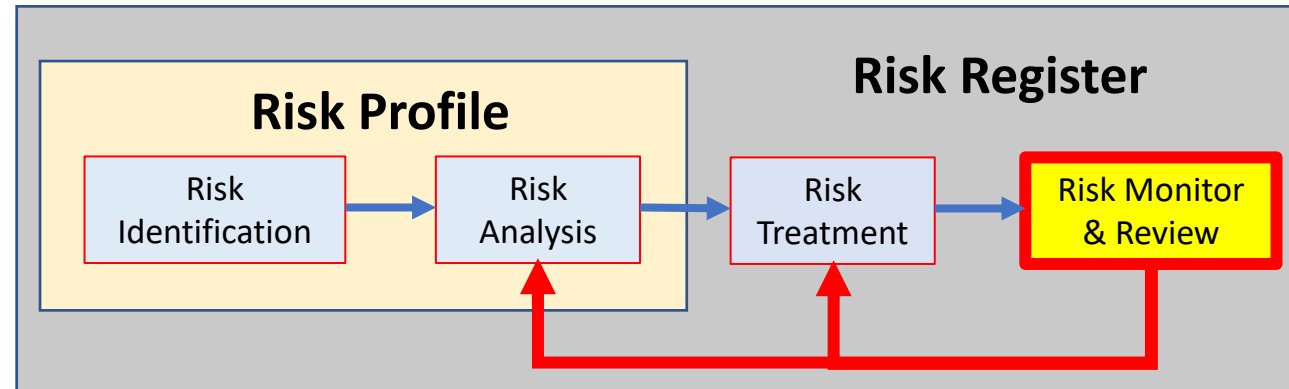 Risk Register
Risk Profile
Risk
Identification
Risk
Analysis
Risk
Treatment
Risk Monitor
& Review